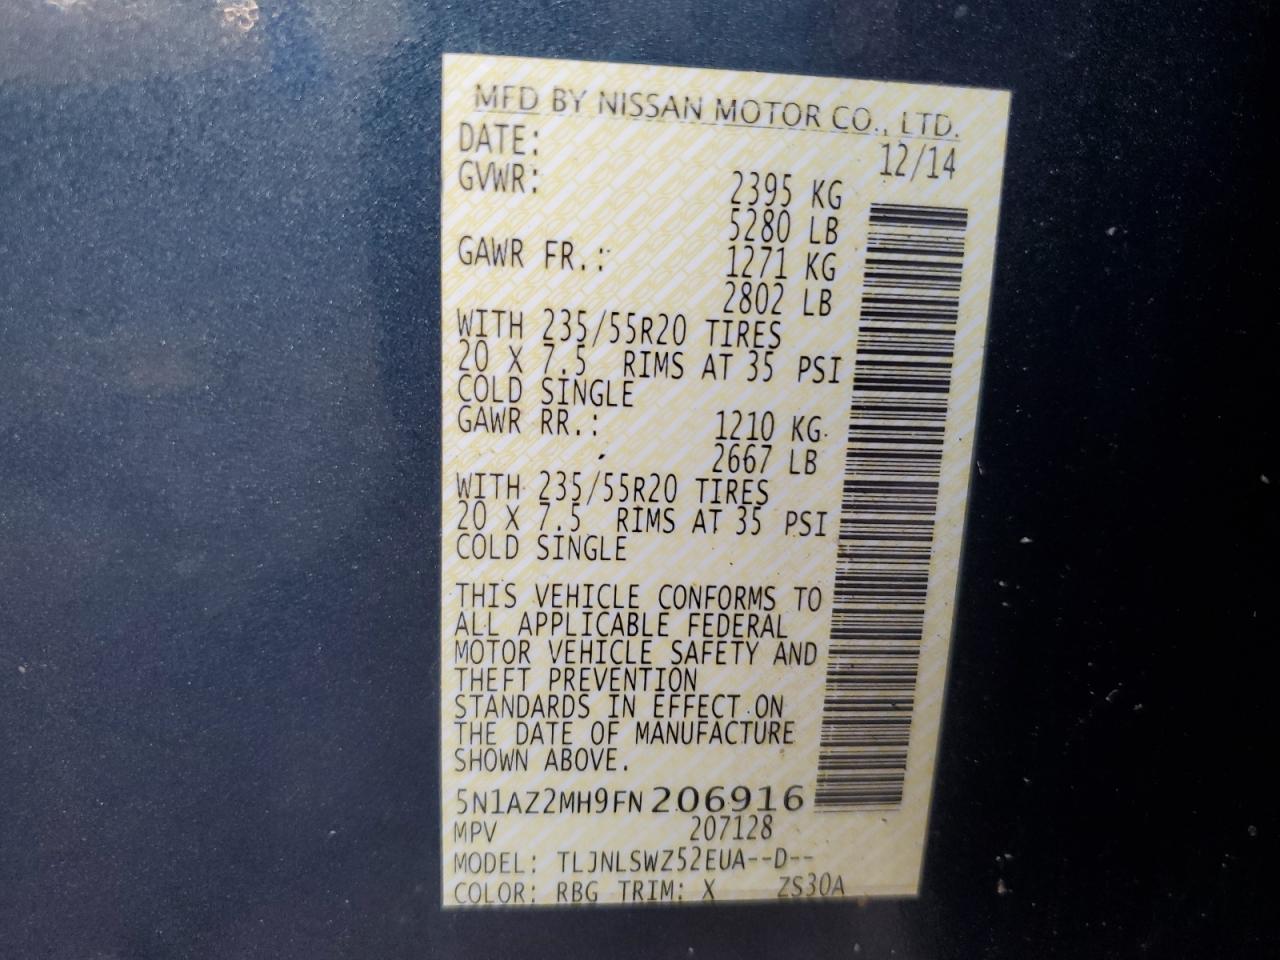 MFD BY NISSAN MOTOR CO., LTD.
DATE: 12/14
GVWR: 2395 KG
5280 LB
GAWR FR.: 1271 KG
2802 LB
WITH 235/55R20 TIRES
20 X 7.5 RIMS AT 35 PSI
COLD SINGLE
GAWR RR.: 1210 KG
2667 LB
WITH 235/55R20 TIRES
20 X 7.5 RIMS AT 35 PSI
COLD SINGLE
THIS VEHICLE CONFORMS TO
ALL APPLICABLE FEDERAL
MOTOR VEHICLE SAFETY AND
THEFT PREVENTION
STANDARDS IN EFFECT ON
THE DATE OF MANUFACTURE
SHOWN ABOVE.
5N1AZ2MH9FN206916
MPV 207128
MODEL: TLJNLSWZ52EUA--D--
COLOR: RBG TRIM: X ZS30A